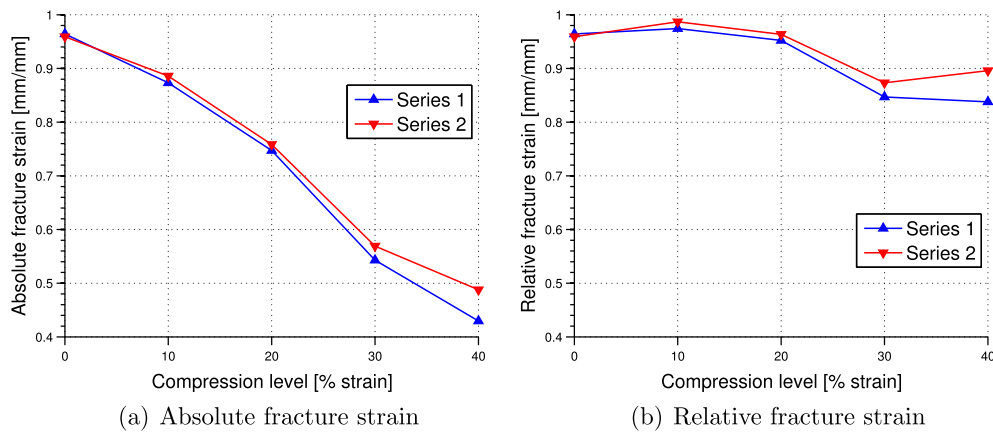 1
0.9
0.8
0.7
0.6
0.5
0.4
0
10
20
30
40
Absolute fracture strain [mm/mm]
Compression level [% strain]
Series 1
Series 2
(a) Absolute fracture strain
1
0.9
0.8
0.7
0.6
0.5
0.4
0
10
20
30
40
Relative fracture strain [mm/mm]
Compression level [% strain]
Series 1
Series 2
(b) Relative fracture strain